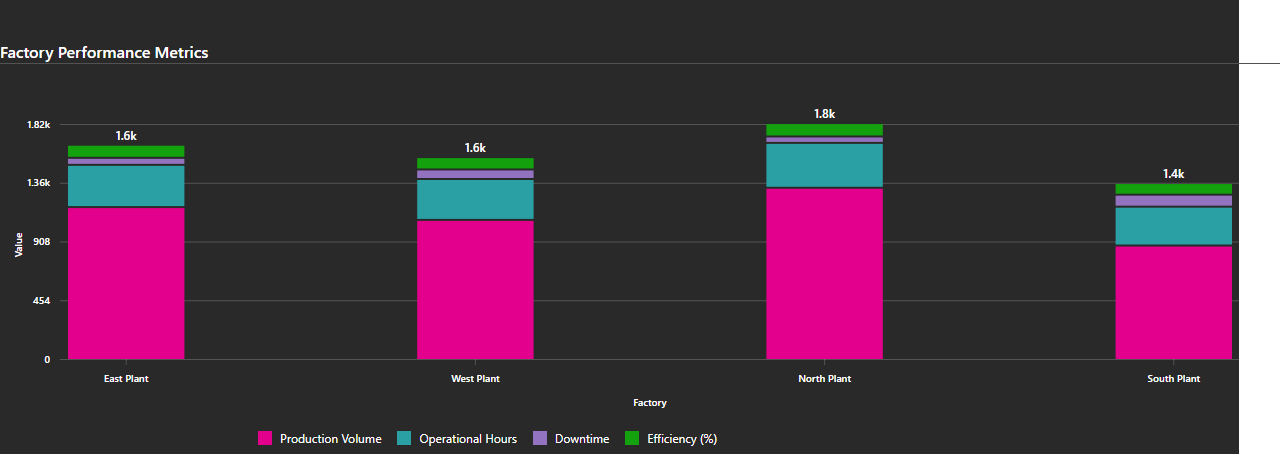 Factory Performance Metrics
1.82k
1.36k
908
454
0
Value
1.6k
1.6k
1.8k
1.4k
East Plant
West Plant
North Plant
South Plant
Factory
Production Volume
Operational Hours
Downtime
Efficiency (%)